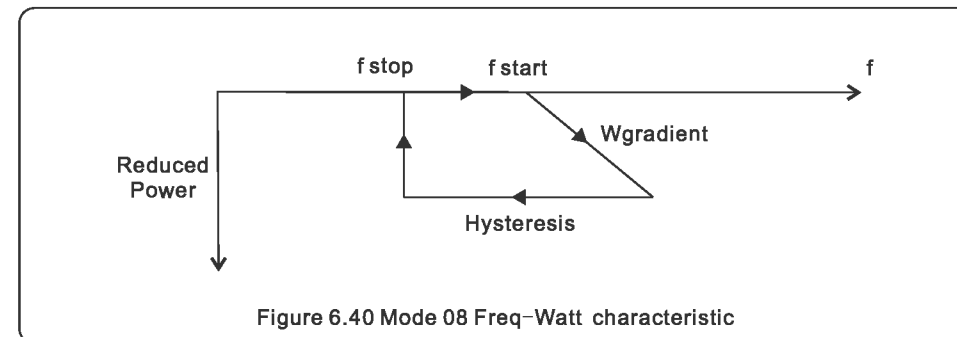 f stop
f start
f
Wgradient
Reduced
Power
Hysteresis
Figure 6.40 Mode 08 Freq-Watt characteristic